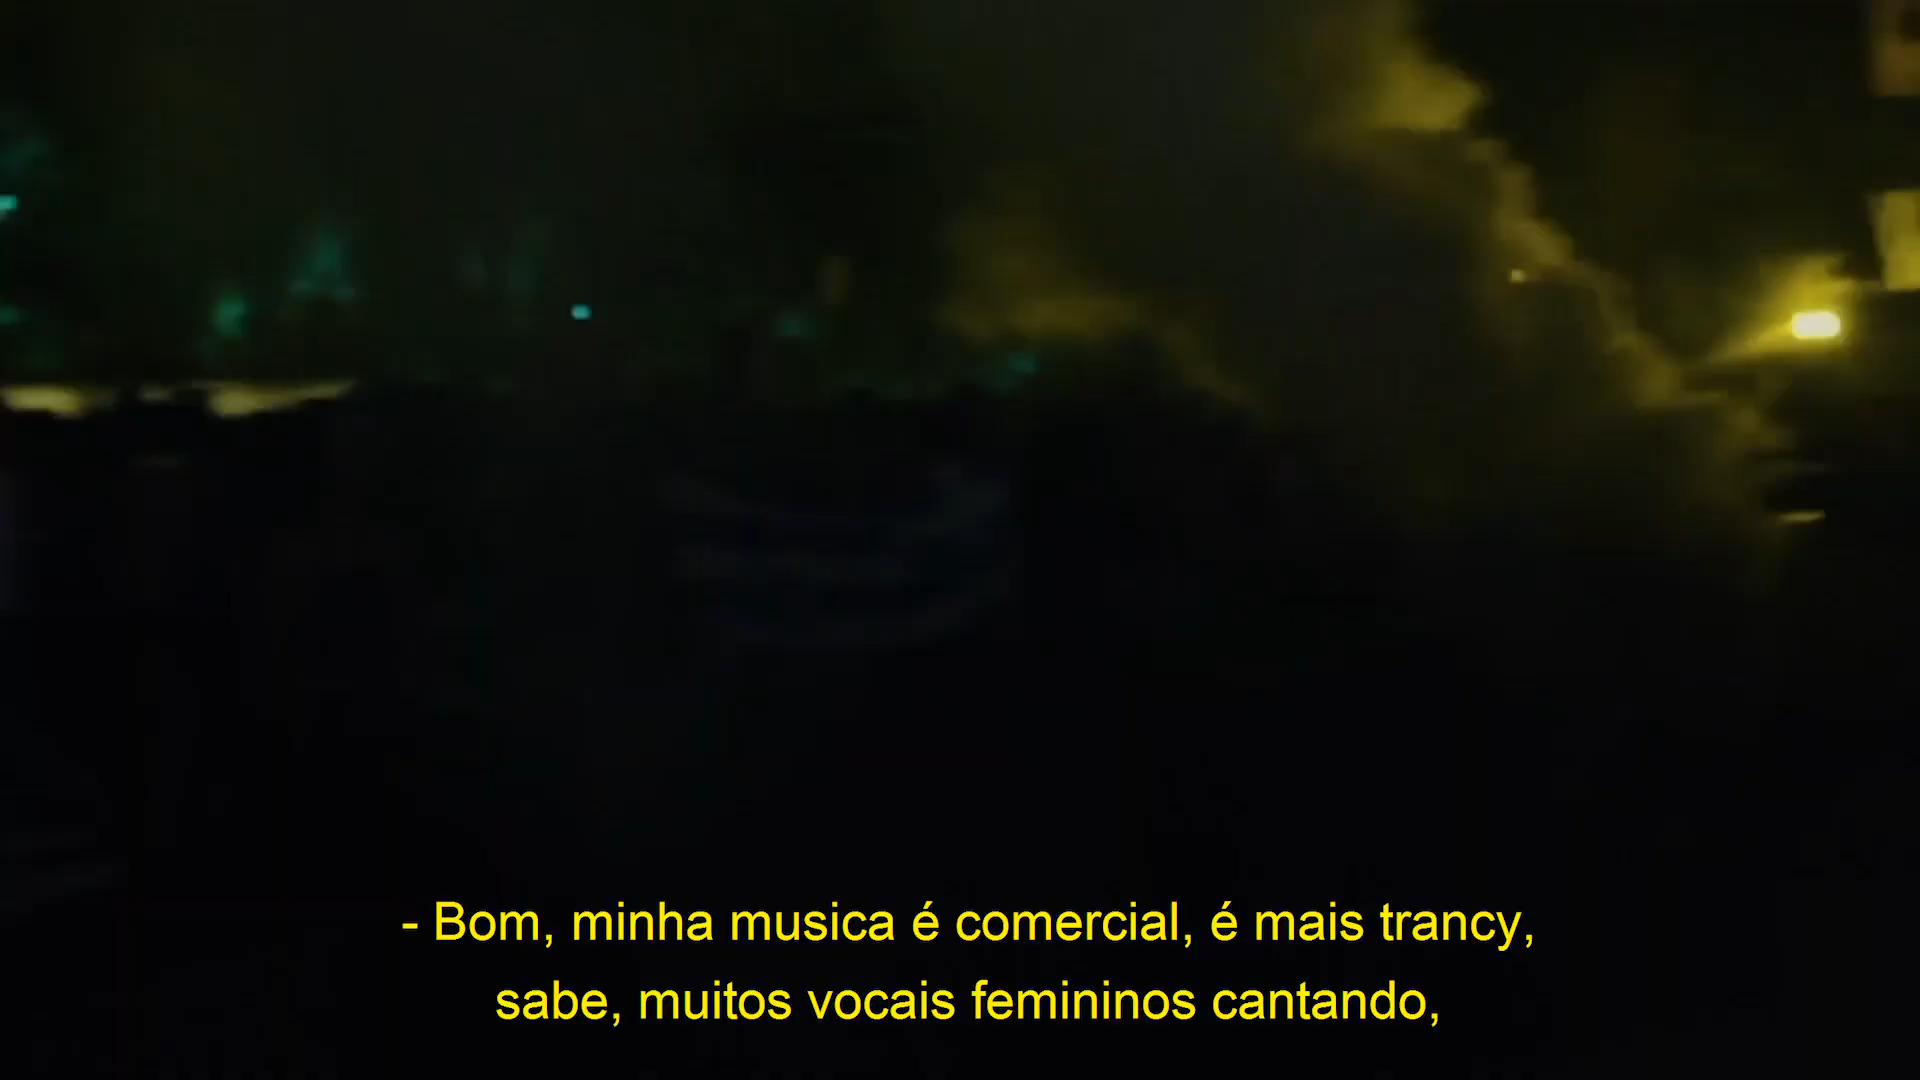 - Bom, minha musica é comercial, é mais trancy,
sabe, muitos vocais femininos cantando,